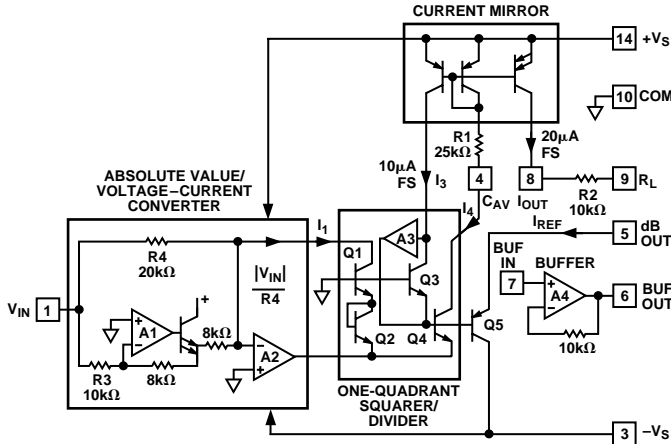 CURRENT MIRROR
14 +VS
10 COM
R1
25kΩ
20µA
FS
10µA
FS
I3
4
CAV
8
IOUT
R2
10kΩ
9 RL
ABSOLUTE VALUE/
VOLTAGE–CURRENT
CONVERTER
I1
I4
IREF
5 dB
OUT
A3
R4
20kΩ
|VIN|
R4
Q1
Q3
BUF
IN
7
BUFFER
A4
6 BUF
OUT
10kΩ
VIN 1
+
A1
8kΩ
A2
Q2
Q4
Q5
R3
10kΩ
8kΩ
ONE-QUADRANT
SQUARER/
DIVIDER
3 –VS